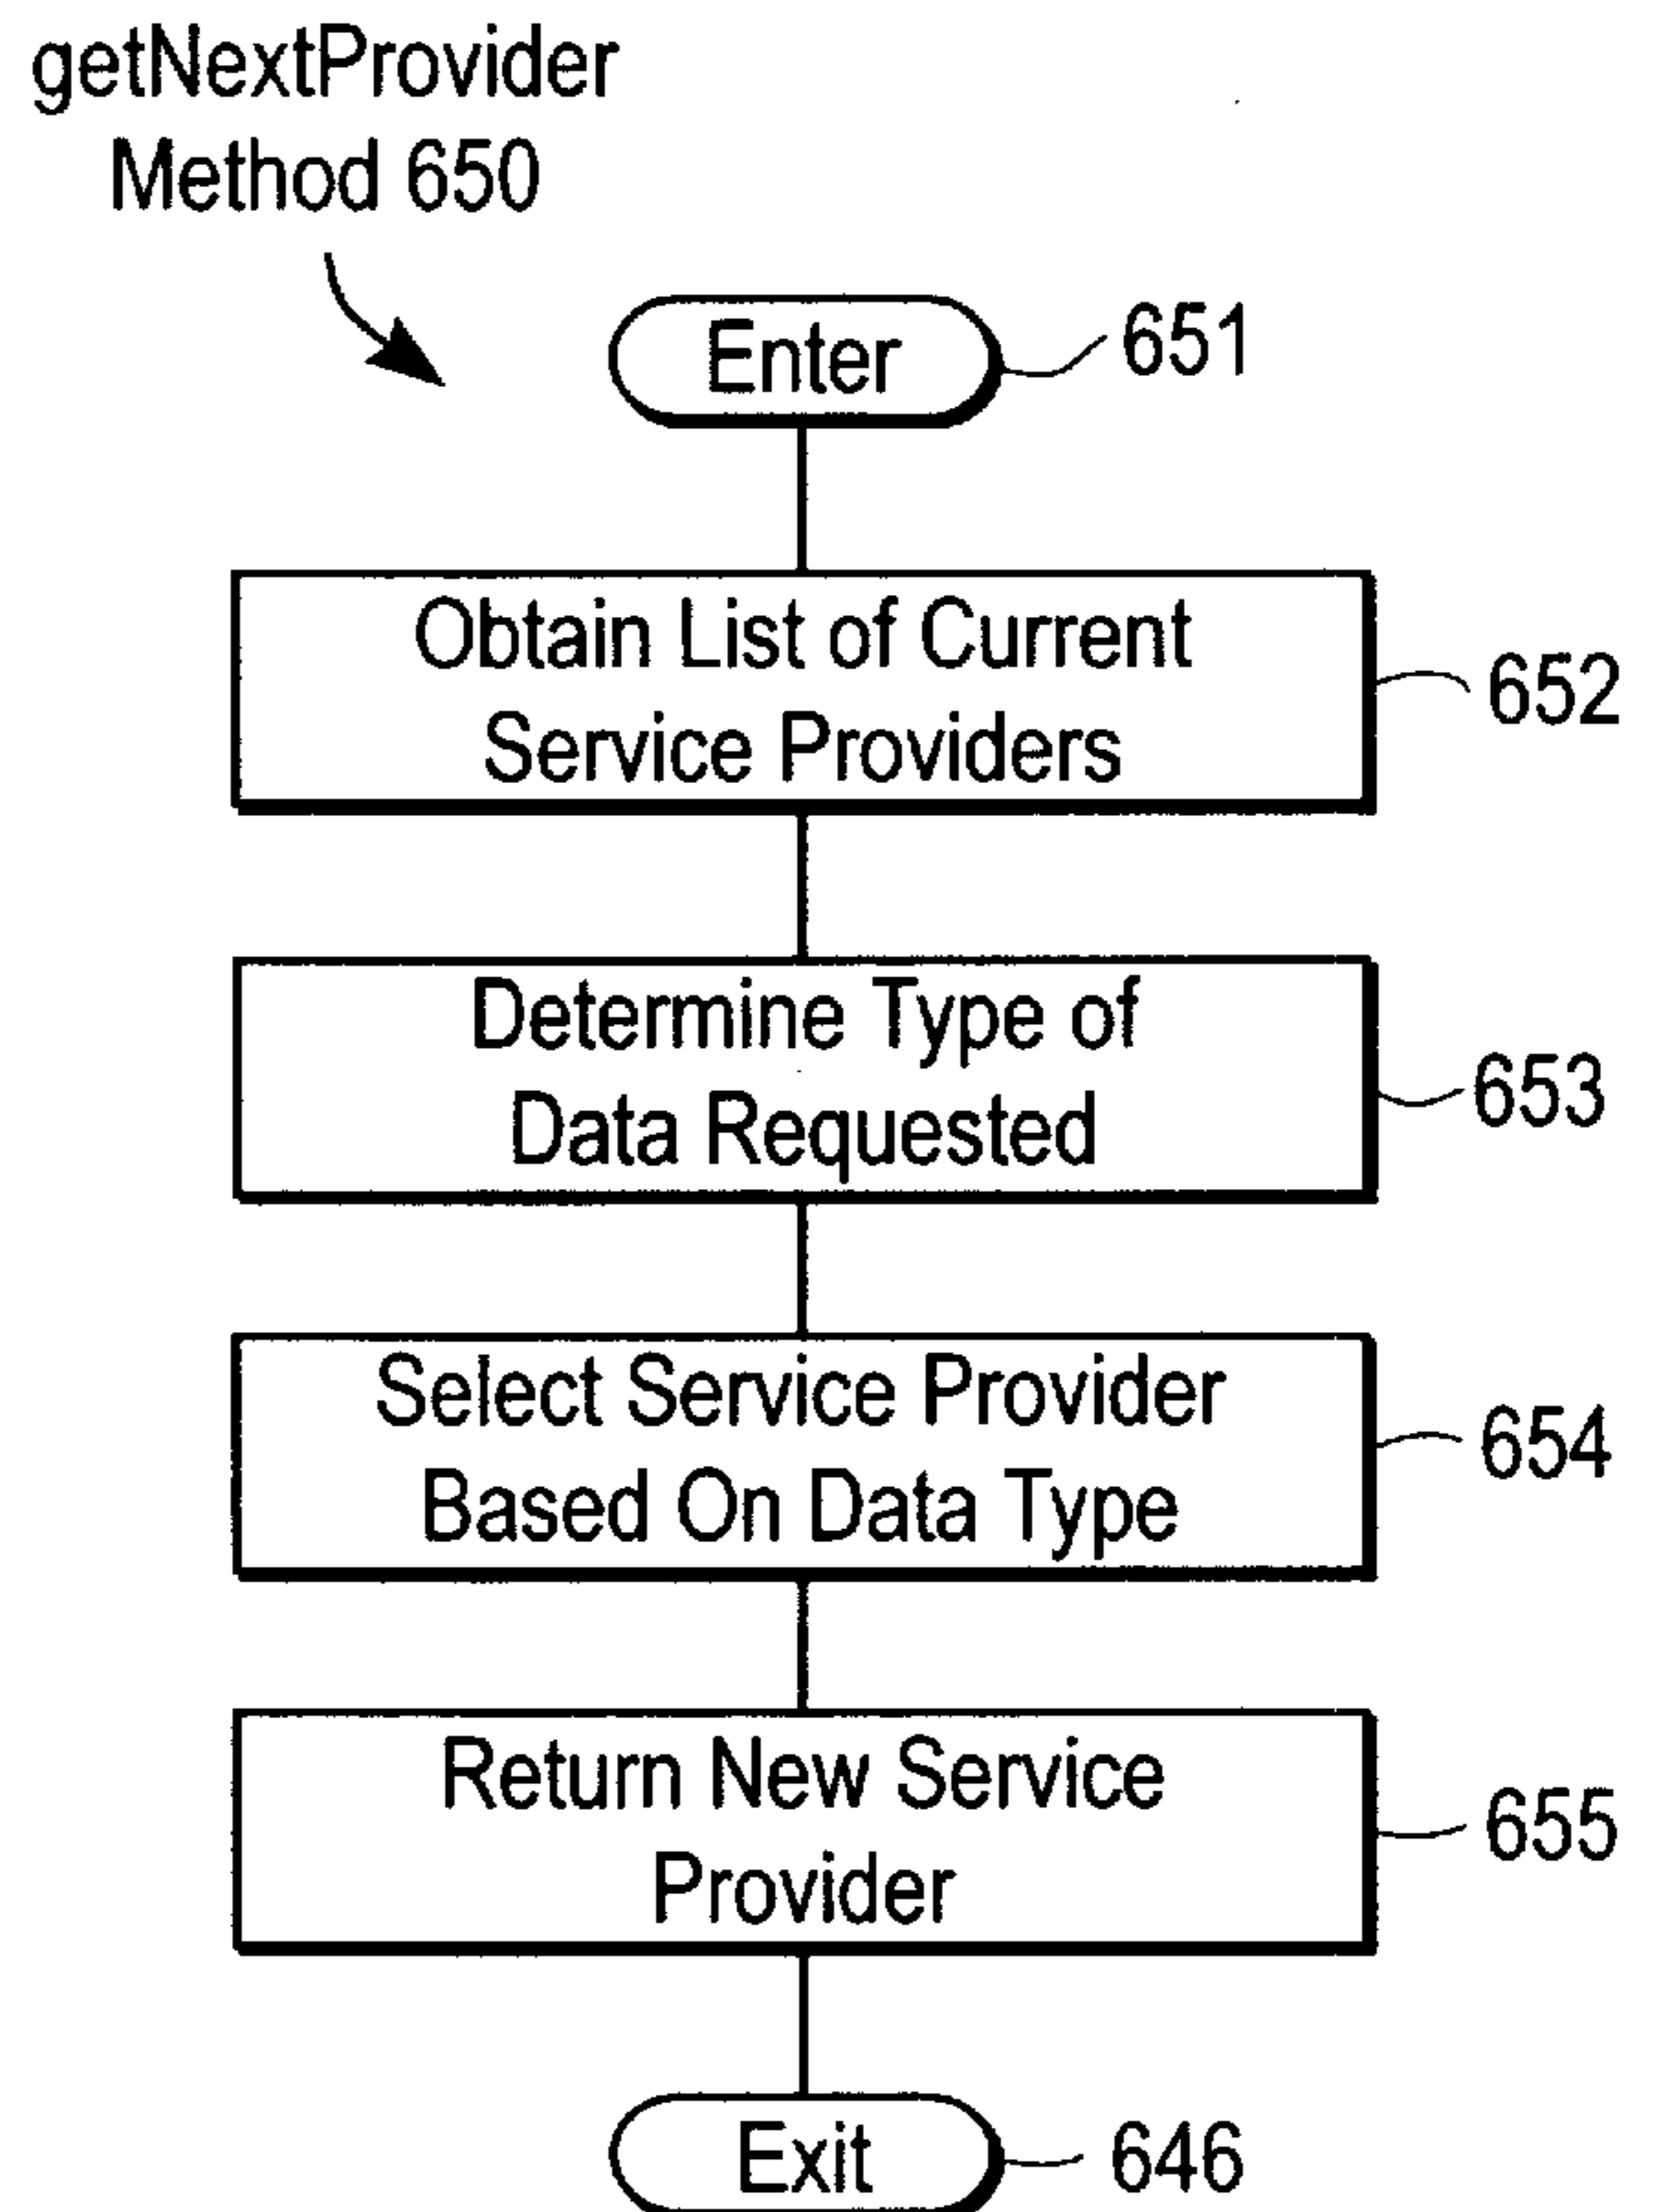 getNextProvider
Method 650
Enter
651
Obtain List of Current
Service Providers
652
Determine Type of
Data Requested
653
Select Service Provider
Based On Data Type
654
Return New Service
Provider
655
Exit
646